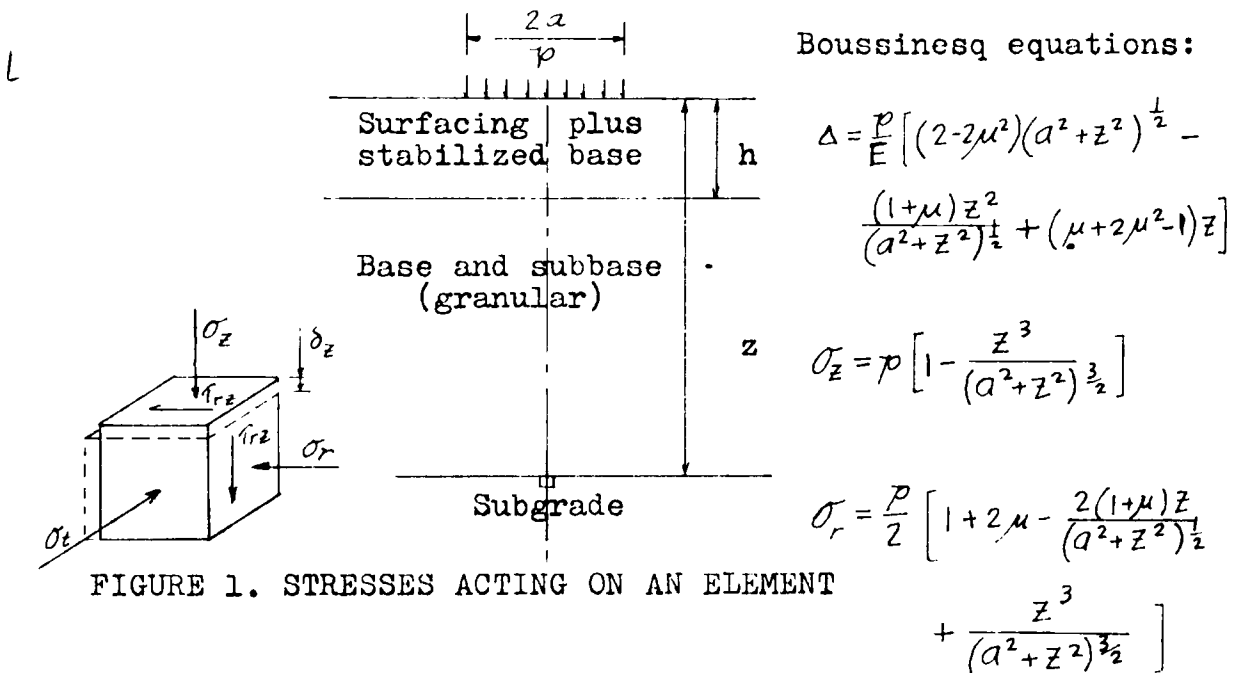 L
2a
p
Surfacing plus
stabilized base
h
Base and subbase
(granular)
z
Subgrade
σz
δz
τrz
τrz
σr
σt
FIGURE 1. STRESSES ACTING ON AN ELEMENT
Boussinesq equations:
Δ = p/E [(2-2μ²)(a²+z²)^½ −
(1+μ)z²/(a²+z²)^½ + (μ+2μ²-1)z]
σz = p [1 - z³/(a²+z²)^3/2]
σr = p/2 [1+2μ - 2(1+μ)z/(a²+z²)^½
+ z³/(a²+z²)^3/2]